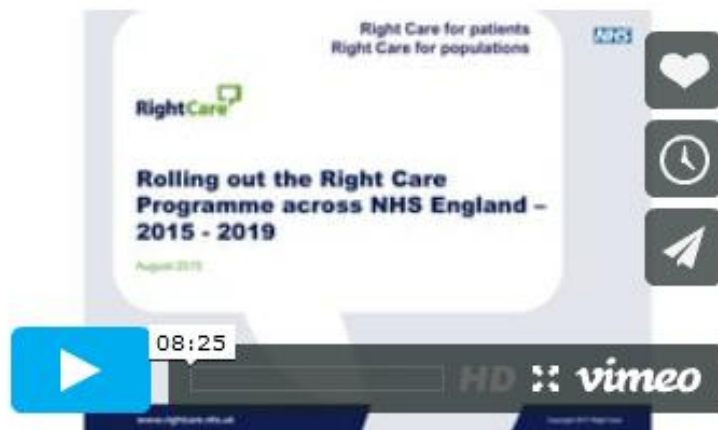 Right Care for patients
Right Care for populations
NHS
RightCare
Rolling out the Right Care
Programme across NHS England –
2015 - 2019
August 2015
08:25
HD
vimeo
www.rightcare.nhs.uk